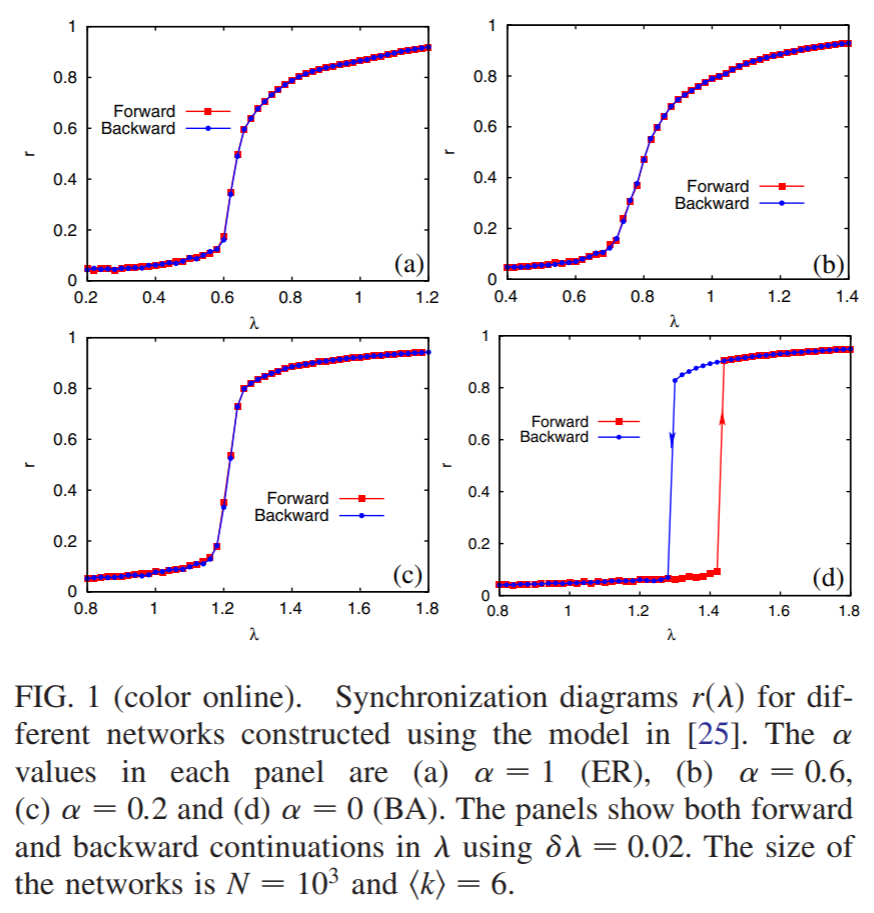 1
0.8
0.6
0.4
0.2
0
r
Forward
Backward
(a)
0.2 0.4 0.6 0.8 1 1.2
λ
1
0.8
0.6
0.4
0.2
0
r
Forward
Backward
(b)
0.4 0.6 0.8 1 1.2 1.4
λ
1
0.8
0.6
0.4
0.2
0
r
Forward
Backward
(c)
0.8 1 1.2 1.4 1.6 1.8
λ
1
0.8
0.6
0.4
0.2
0
r
Forward
Backward
(d)
0.8 1 1.2 1.4 1.6 1.8
λ
FIG. 1 (color online). Synchronization diagrams r(λ) for dif-
ferent networks constructed using the model in [25]. The α
values in each panel are (a) α = 1 (ER), (b) α = 0.6,
(c) α = 0.2 and (d) α = 0 (BA). The panels show both forward
and backward continuations in λ using δλ = 0.02. The size of
the networks is N = 10³ and ⟨k⟩ = 6.